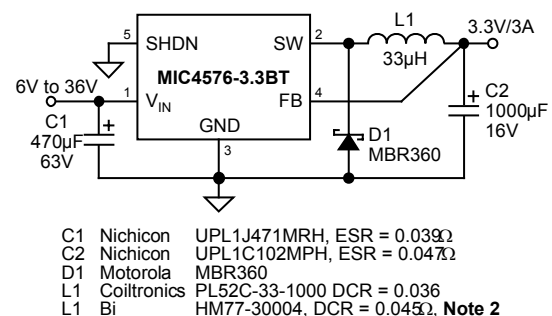 L1
3.3V/3A
5 SHDN SW 2
33µH
MIC4576-3.3BT
6V to 36V
1 VIN FB 4
C2
1000µF
16V
GND
C1
470µF
63V
3
D1
MBR360
C1 Nichicon UPL1J471MRH, ESR = 0.039Ω
C2 Nichicon UPL1C102MPH, ESR = 0.047Ω
D1 Motorola MBR360
L1 Coiltronics PL52C-33-1000 DCR = 0.036
L1 Bi HM77-30004, DCR = 0.045Ω, Note 2